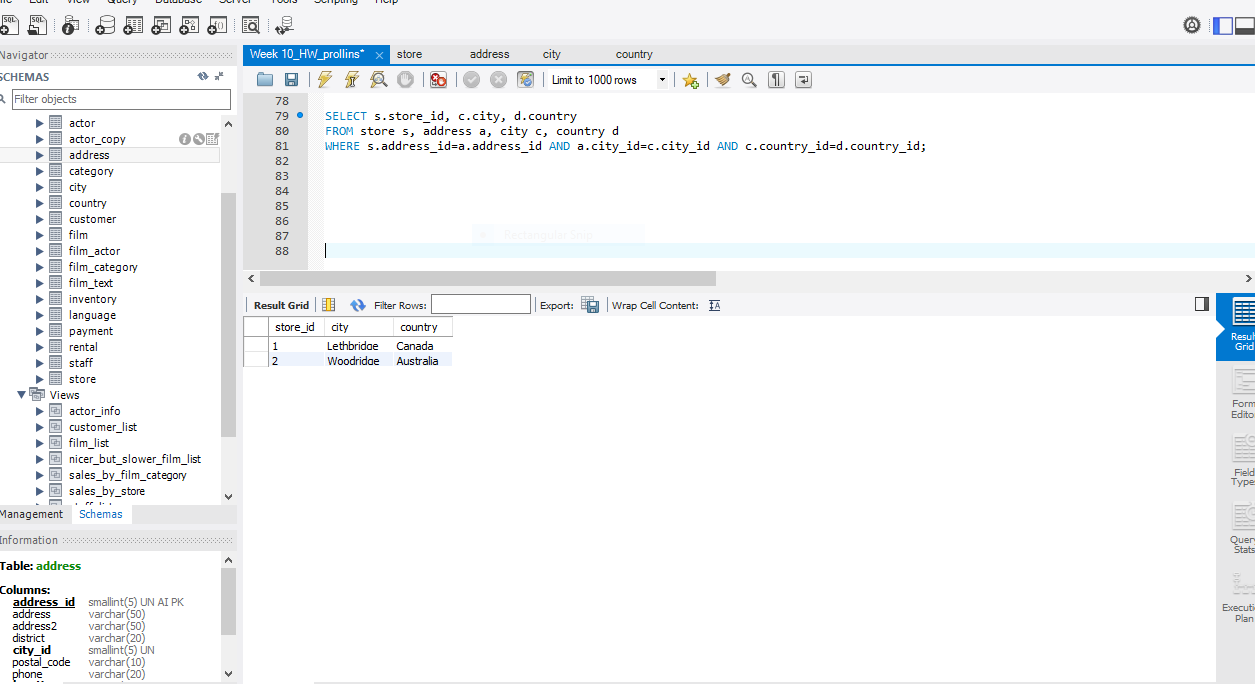 Edit View Query Database Server Tools Scripting Help
Navigator
SCHEMAS
Filter objects
actor
actor_copy
address
category
city
country
customer
film
film_actor
film_category
film_text
inventory
language
payment
rental
staff
store
Views
actor_info
customer_list
film_list
nicer_but_slower_film_list
sales_by_film_category
sales_by_store
Management Schemas
Information
Table: address
Columns:
address_id smallint(5) UN AI PK
address varchar(50)
address2 varchar(50)
district varchar(20)
city_id smallint(5) UN
postal_code varchar(10)
phone varchar(20)
Week 10_HW_prollins* × store address city country
Limit to 1000 rows
78
79 SELECT s.store_id, c.city, d.country
80 FROM store s, address a, city c, country d
81 WHERE s.address_id=a.address_id AND a.city_id=c.city_id AND c.country_id=d.country_id;
82
83
84
85
86
87
Rectangular Snip
88
Result Grid Filter Rows: Export: Wrap Cell Content:
store_id city country
1 Lethbridge Canada
2 Woodridge Australia
Result
Grid
Form
Edito
Field
Types
Query
Stats
Executi
Plan